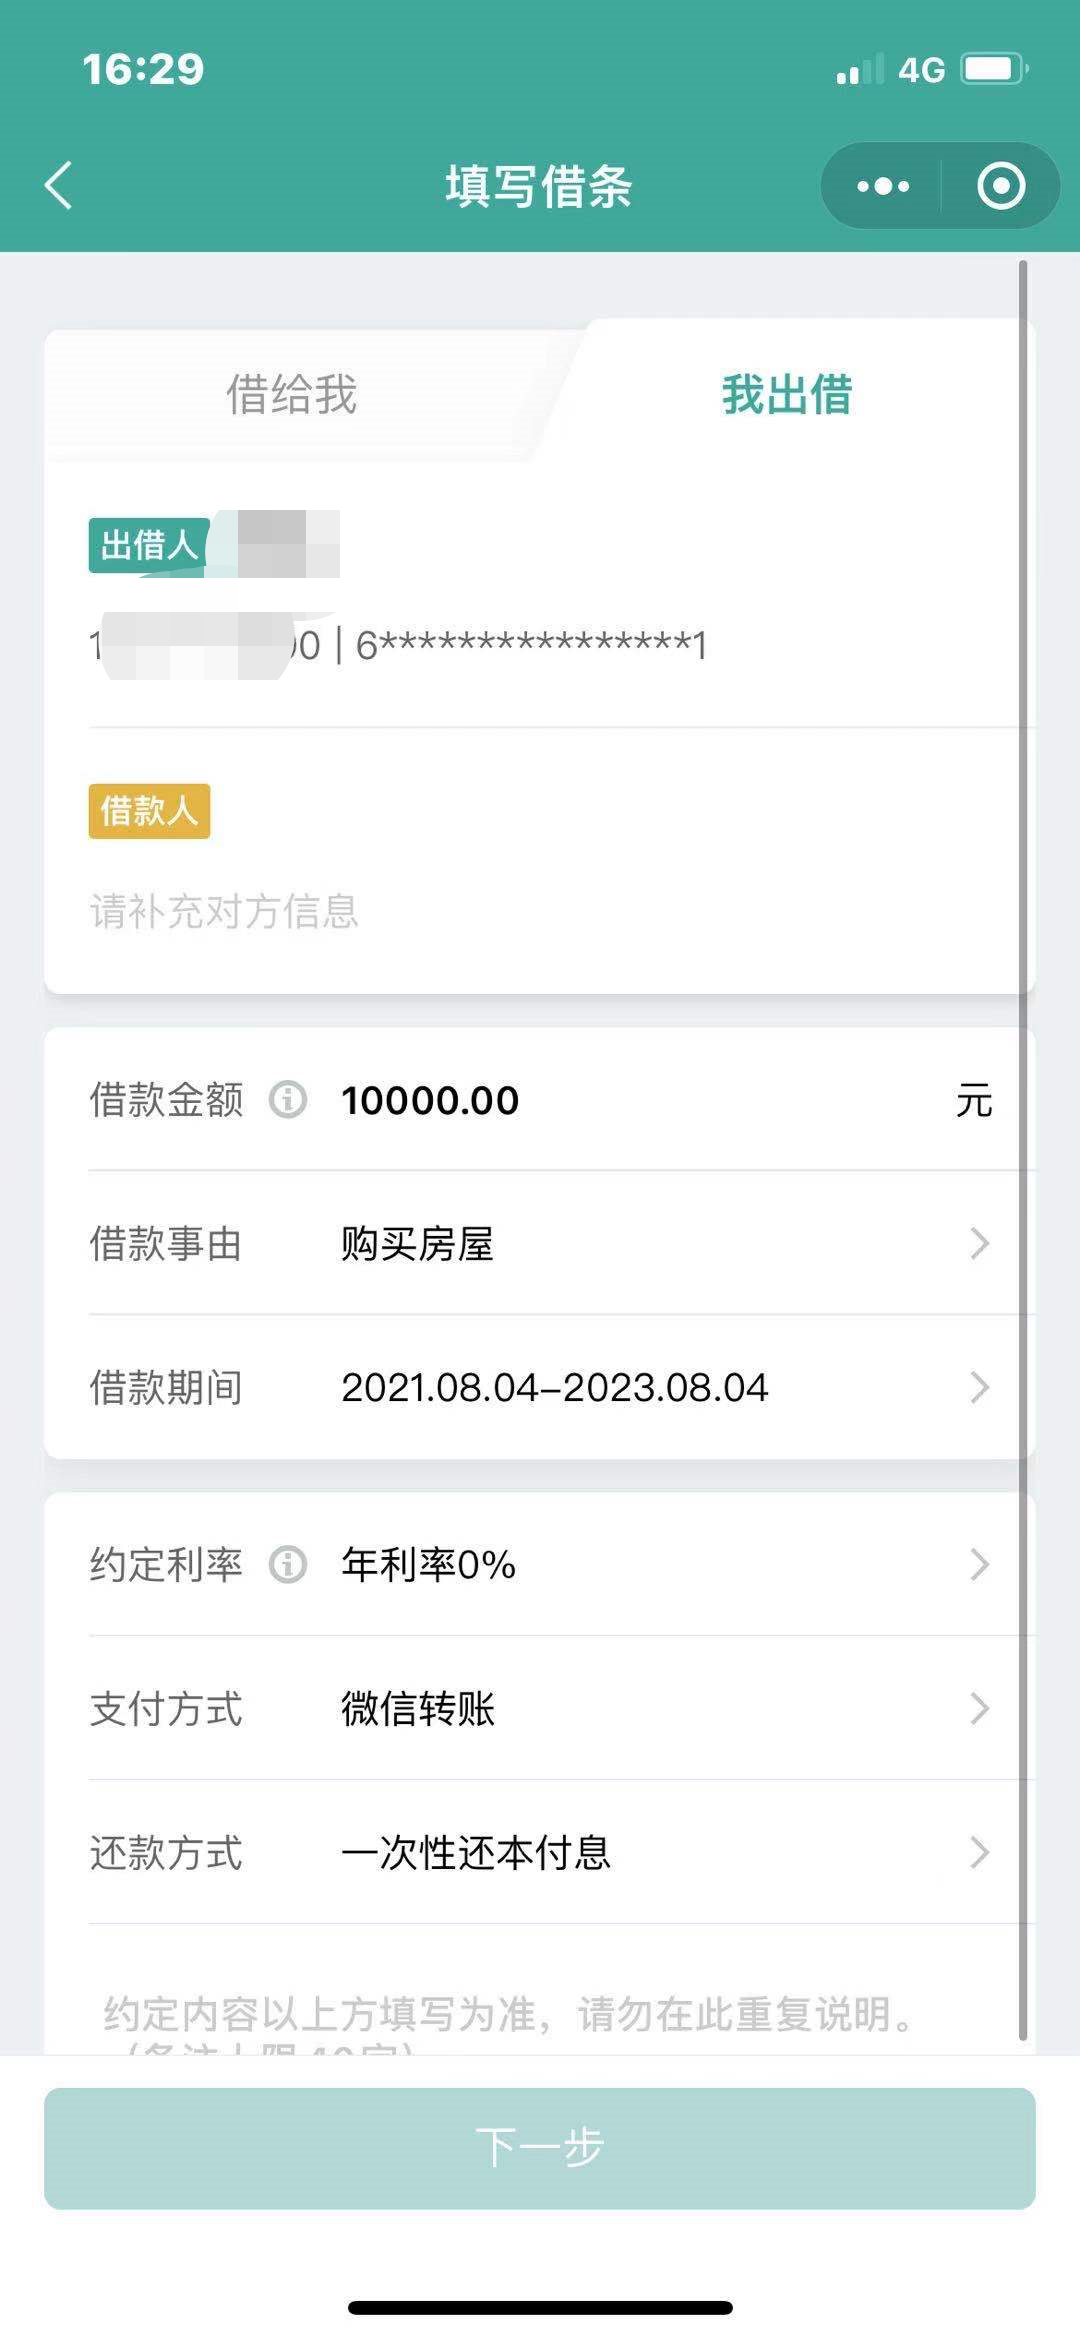 16:29
4G
填写借条
借给我
我出借
出借人
0 | 6****************1
借款人
请补充对方信息
借款金额 10000.00 元
借款事由 购买房屋
借款期间 2021.08.04-2023.08.04
约定利率 年利率0%
支付方式 微信转账
还款方式 一次性还本付息
约定内容以上方填写为准，请勿在此重复说明。
下一步